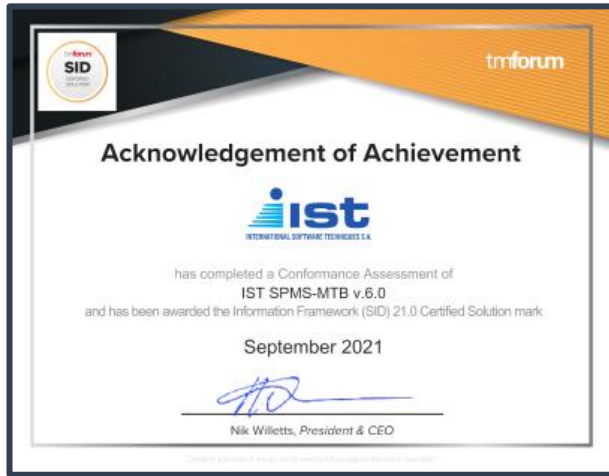 tmforum
SID
CERTIFIED
SOLUTION
tmforum
Acknowledgement of Achievement
ist
INTERNATIONAL SOFTWARE TECHNIQUES S.A.
has completed a Conformance Assessment of
IST SPMS-MTB v.6.0
and has been awarded the Information Framework (SID) 21.0 Certified Solution mark
September 2021
Nik Willetts, President & CEO